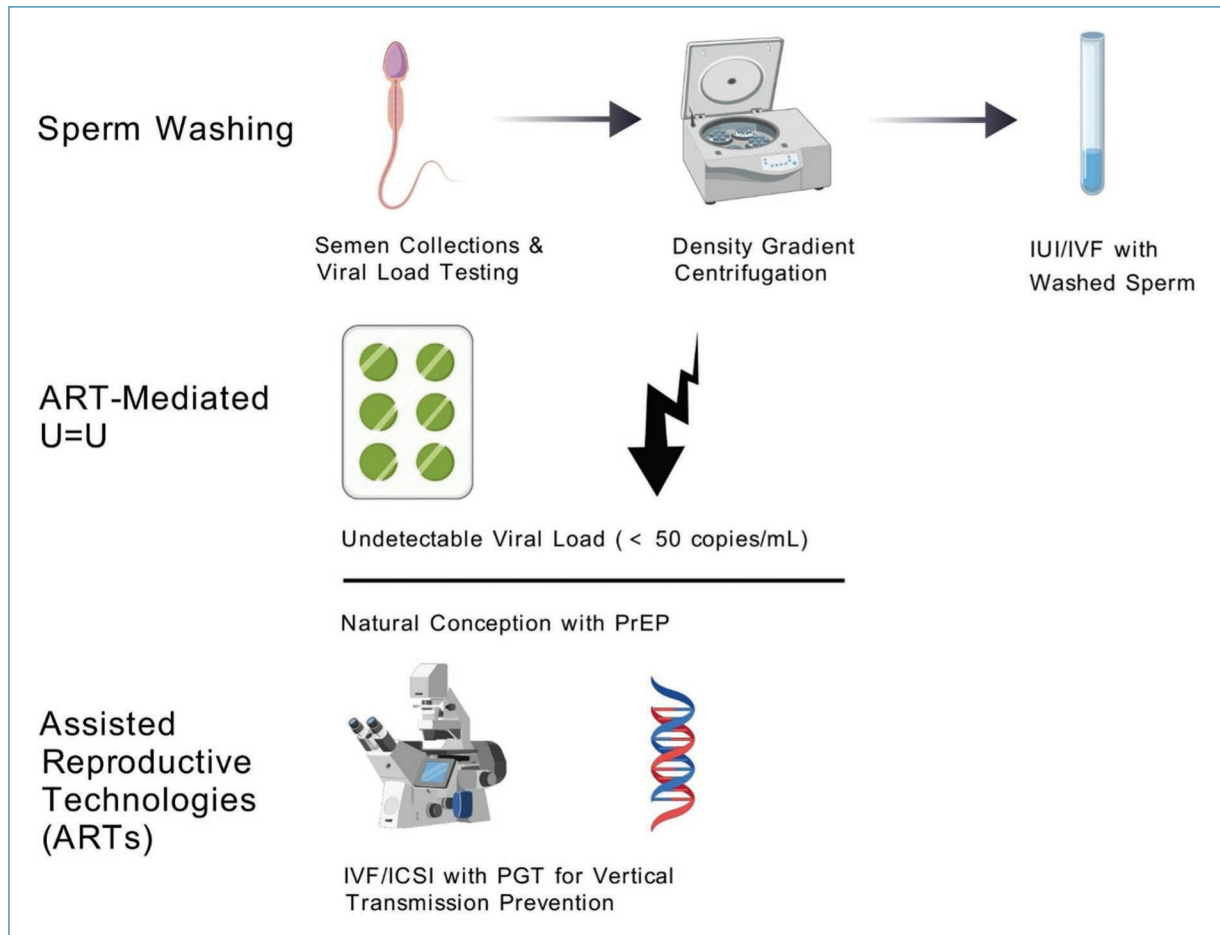 Sperm Washing
Semen Collections &
Viral Load Testing
Density Gradient
Centrifugation
IUI/IVF with
Washed Sperm
ART-Mediated
U=U
Undetectable Viral Load ( < 50 copies/mL)
Natural Conception with PrEP
Assisted
Reproductive
Technologies
(ARTs)
IVF/ICSI with PGT for Vertical
Transmission Prevention